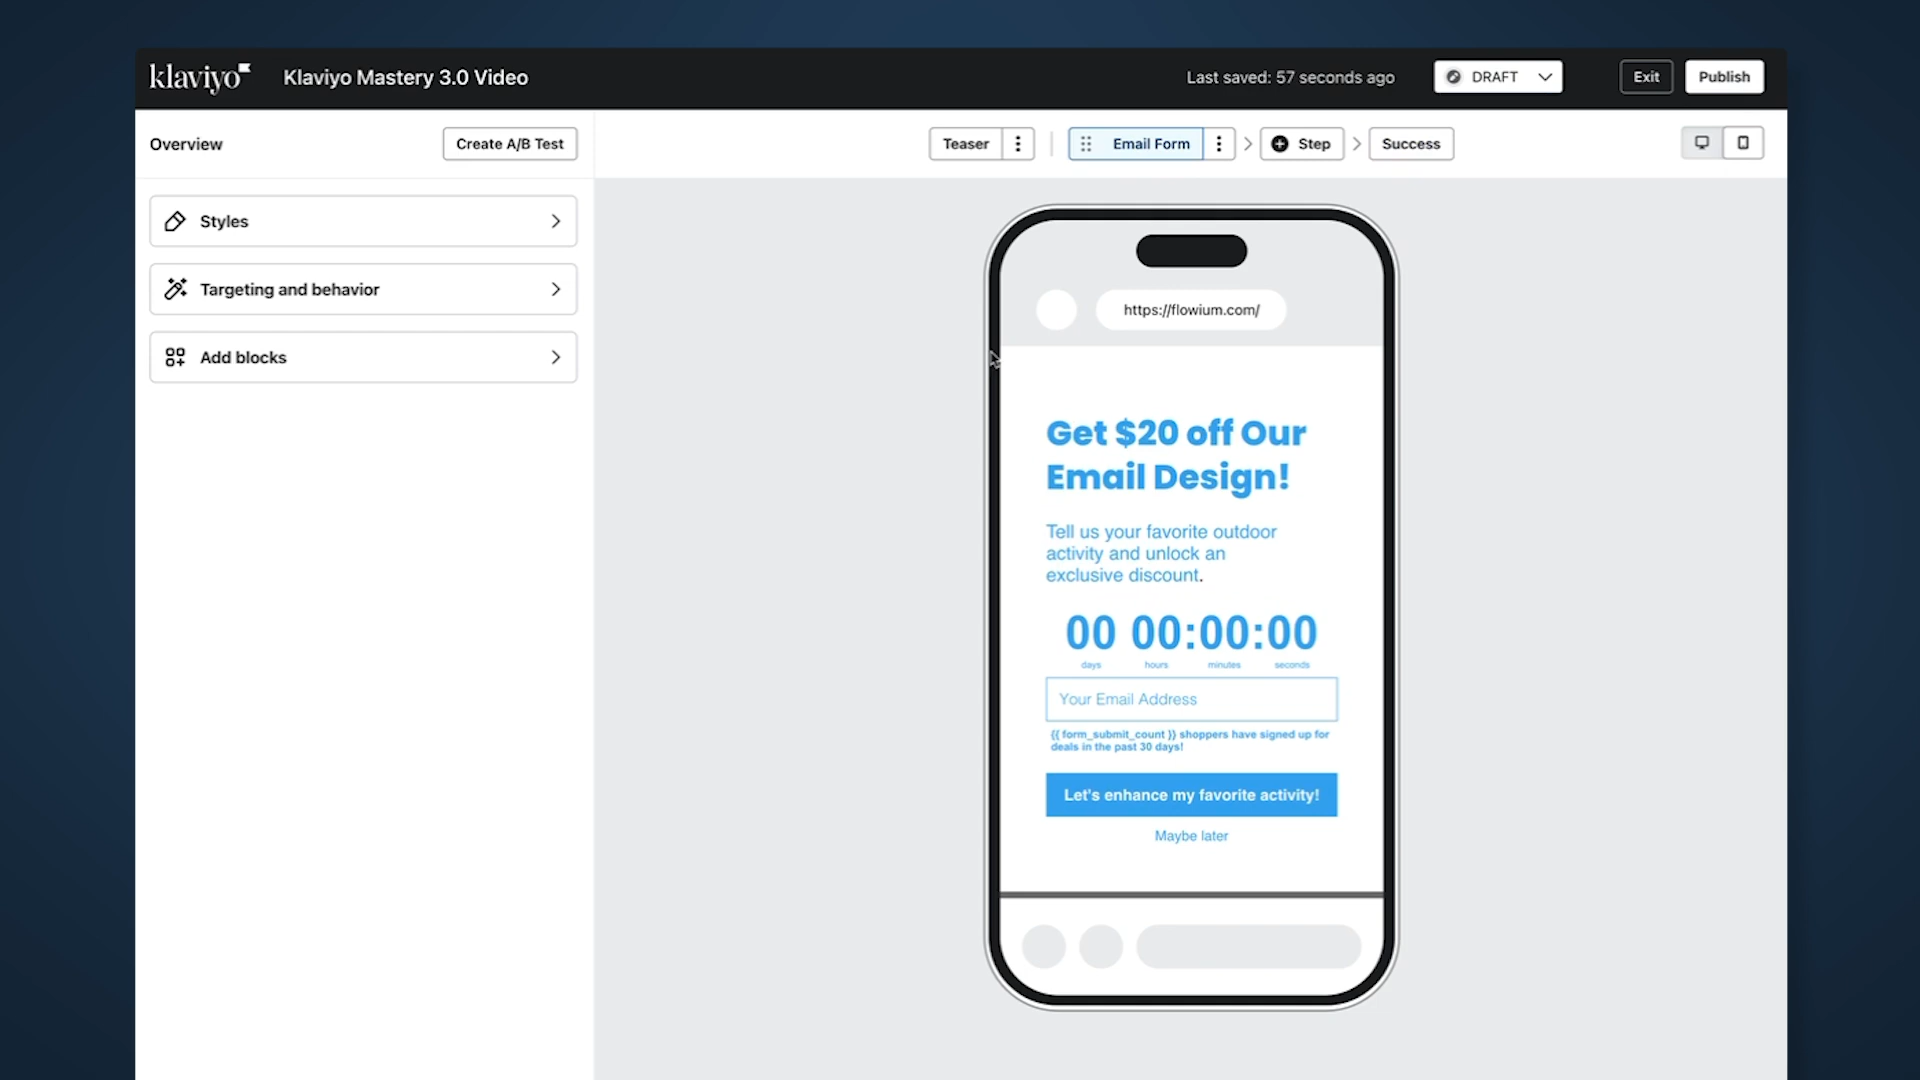 klaviyo
Klaviyo Mastery 3.0 Video
Last saved: 57 seconds ago
DRAFT
Exit
Publish
Overview
Create A/B Test
Teaser
Email Form
Step
Success
Styles
Targeting and behavior
Add blocks
https://flowium.com/
Get $20 off Our
Email Design!
Tell us your favorite outdoor
activity and unlock an
exclusive discount.
00 00:00:00
days hours minutes seconds
Your Email Address
{{ form_submit_count }} shoppers have signed up for
deals in the past 30 days!
Let's enhance my favorite activity!
Maybe later